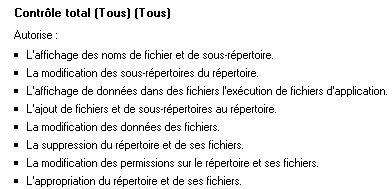 Contrôle total (Tous) (Tous)
Autorise :
L'affichage des noms de fichier et de sous-répertoire.
La modification des sous-répertoires du répertoire.
L'affichage de données dans des fichiers l'exécution de fichiers d'application.
L'ajout de fichiers et de sous-répertoires au répertoire.
La modification des données des fichiers.
La suppression du répertoire et de ses fichiers.
La modification des permissions sur le répertoire et ses fichiers.
L'appropriation du répertoire et de ses fichiers.